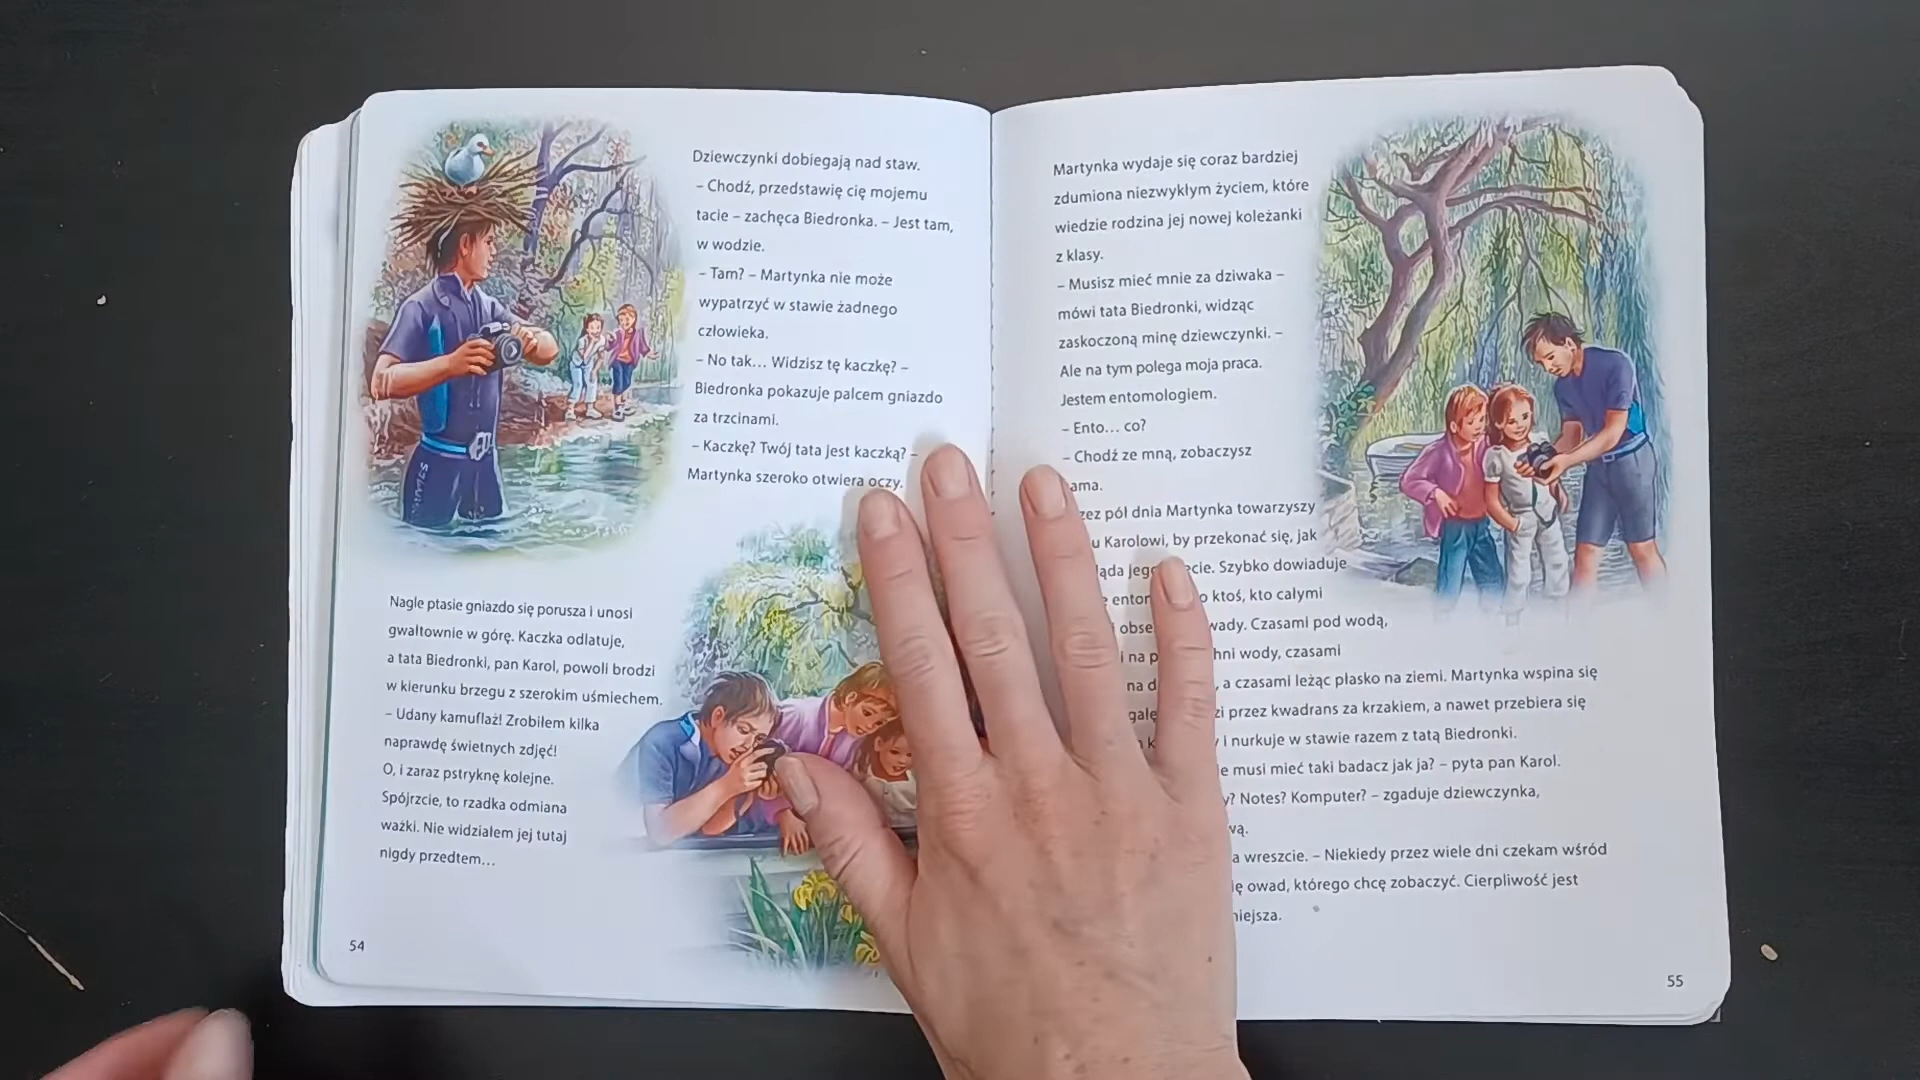 Dziewczynki dobiegają nad staw.
– Chodź, przedstawię cię mojemu
tacie – zachęca Biedronka. – Jest tam,
w wodzie.
– Tam? – Martynka nie może
wypatrzyć w stawie żadnego
człowieka.
– No tak... Widzisz tę kaczkę? –
Biedronka pokazuje palcem gniazdo
za trzcinami.
– Kaczkę? Twój tata jest kaczką? –
Martynka szeroko otwiera oczy.
Nagle ptasie gniazdo się porusza i unosi
gwałtownie w górę. Kaczka odlatuje,
a tata Biedronki, pan Karol, powoli brodzi
w kierunku brzegu z szerokim uśmiechem.
– Udany kamuflaż! Zrobiłem kilka
naprawdę świetnych zdjęć!
O, i zaraz pstryknę kolejne.
Spójrzcie, to rzadka odmiana
ważki. Nie widziałem jej tutaj
nigdy przedtem...
54
Martynka wydaje się coraz bardziej
zdumiona niezwykłym życiem, które
wiedzie rodzina jej nowej koleżanki
z klasy.
– Musisz mieć mnie za dziwaka –
mówi tata Biedronki, widząc
zaskoczoną minę dziewczynki. –
Ale na tym polega moja praca.
Jestem entomologiem.
– Ento... co?
– Chodź ze mną, zobaczysz
pół dnia Martynka towarzyszy
Karolowi, by przekonać się, jak
Szybko dowiaduje
ktoś, kto całymi
Czasami pod wodą,
na wody, czasami
na a czasami leżąc płasko na ziemi. Martynka wspina się
przez kwadrans za krzakiem, a nawet przebiera się
i nurkuje w stawie razem z tatą Biedronki.
musi mieć taki badacz jak ja? – pyta pan Karol.
Notes? Komputer? – zgaduje dziewczynka,
a wreszcie. – Niekiedy przez wiele dni czekam wśród
owad, którego chcę zobaczyć. Cierpliwość jest
55